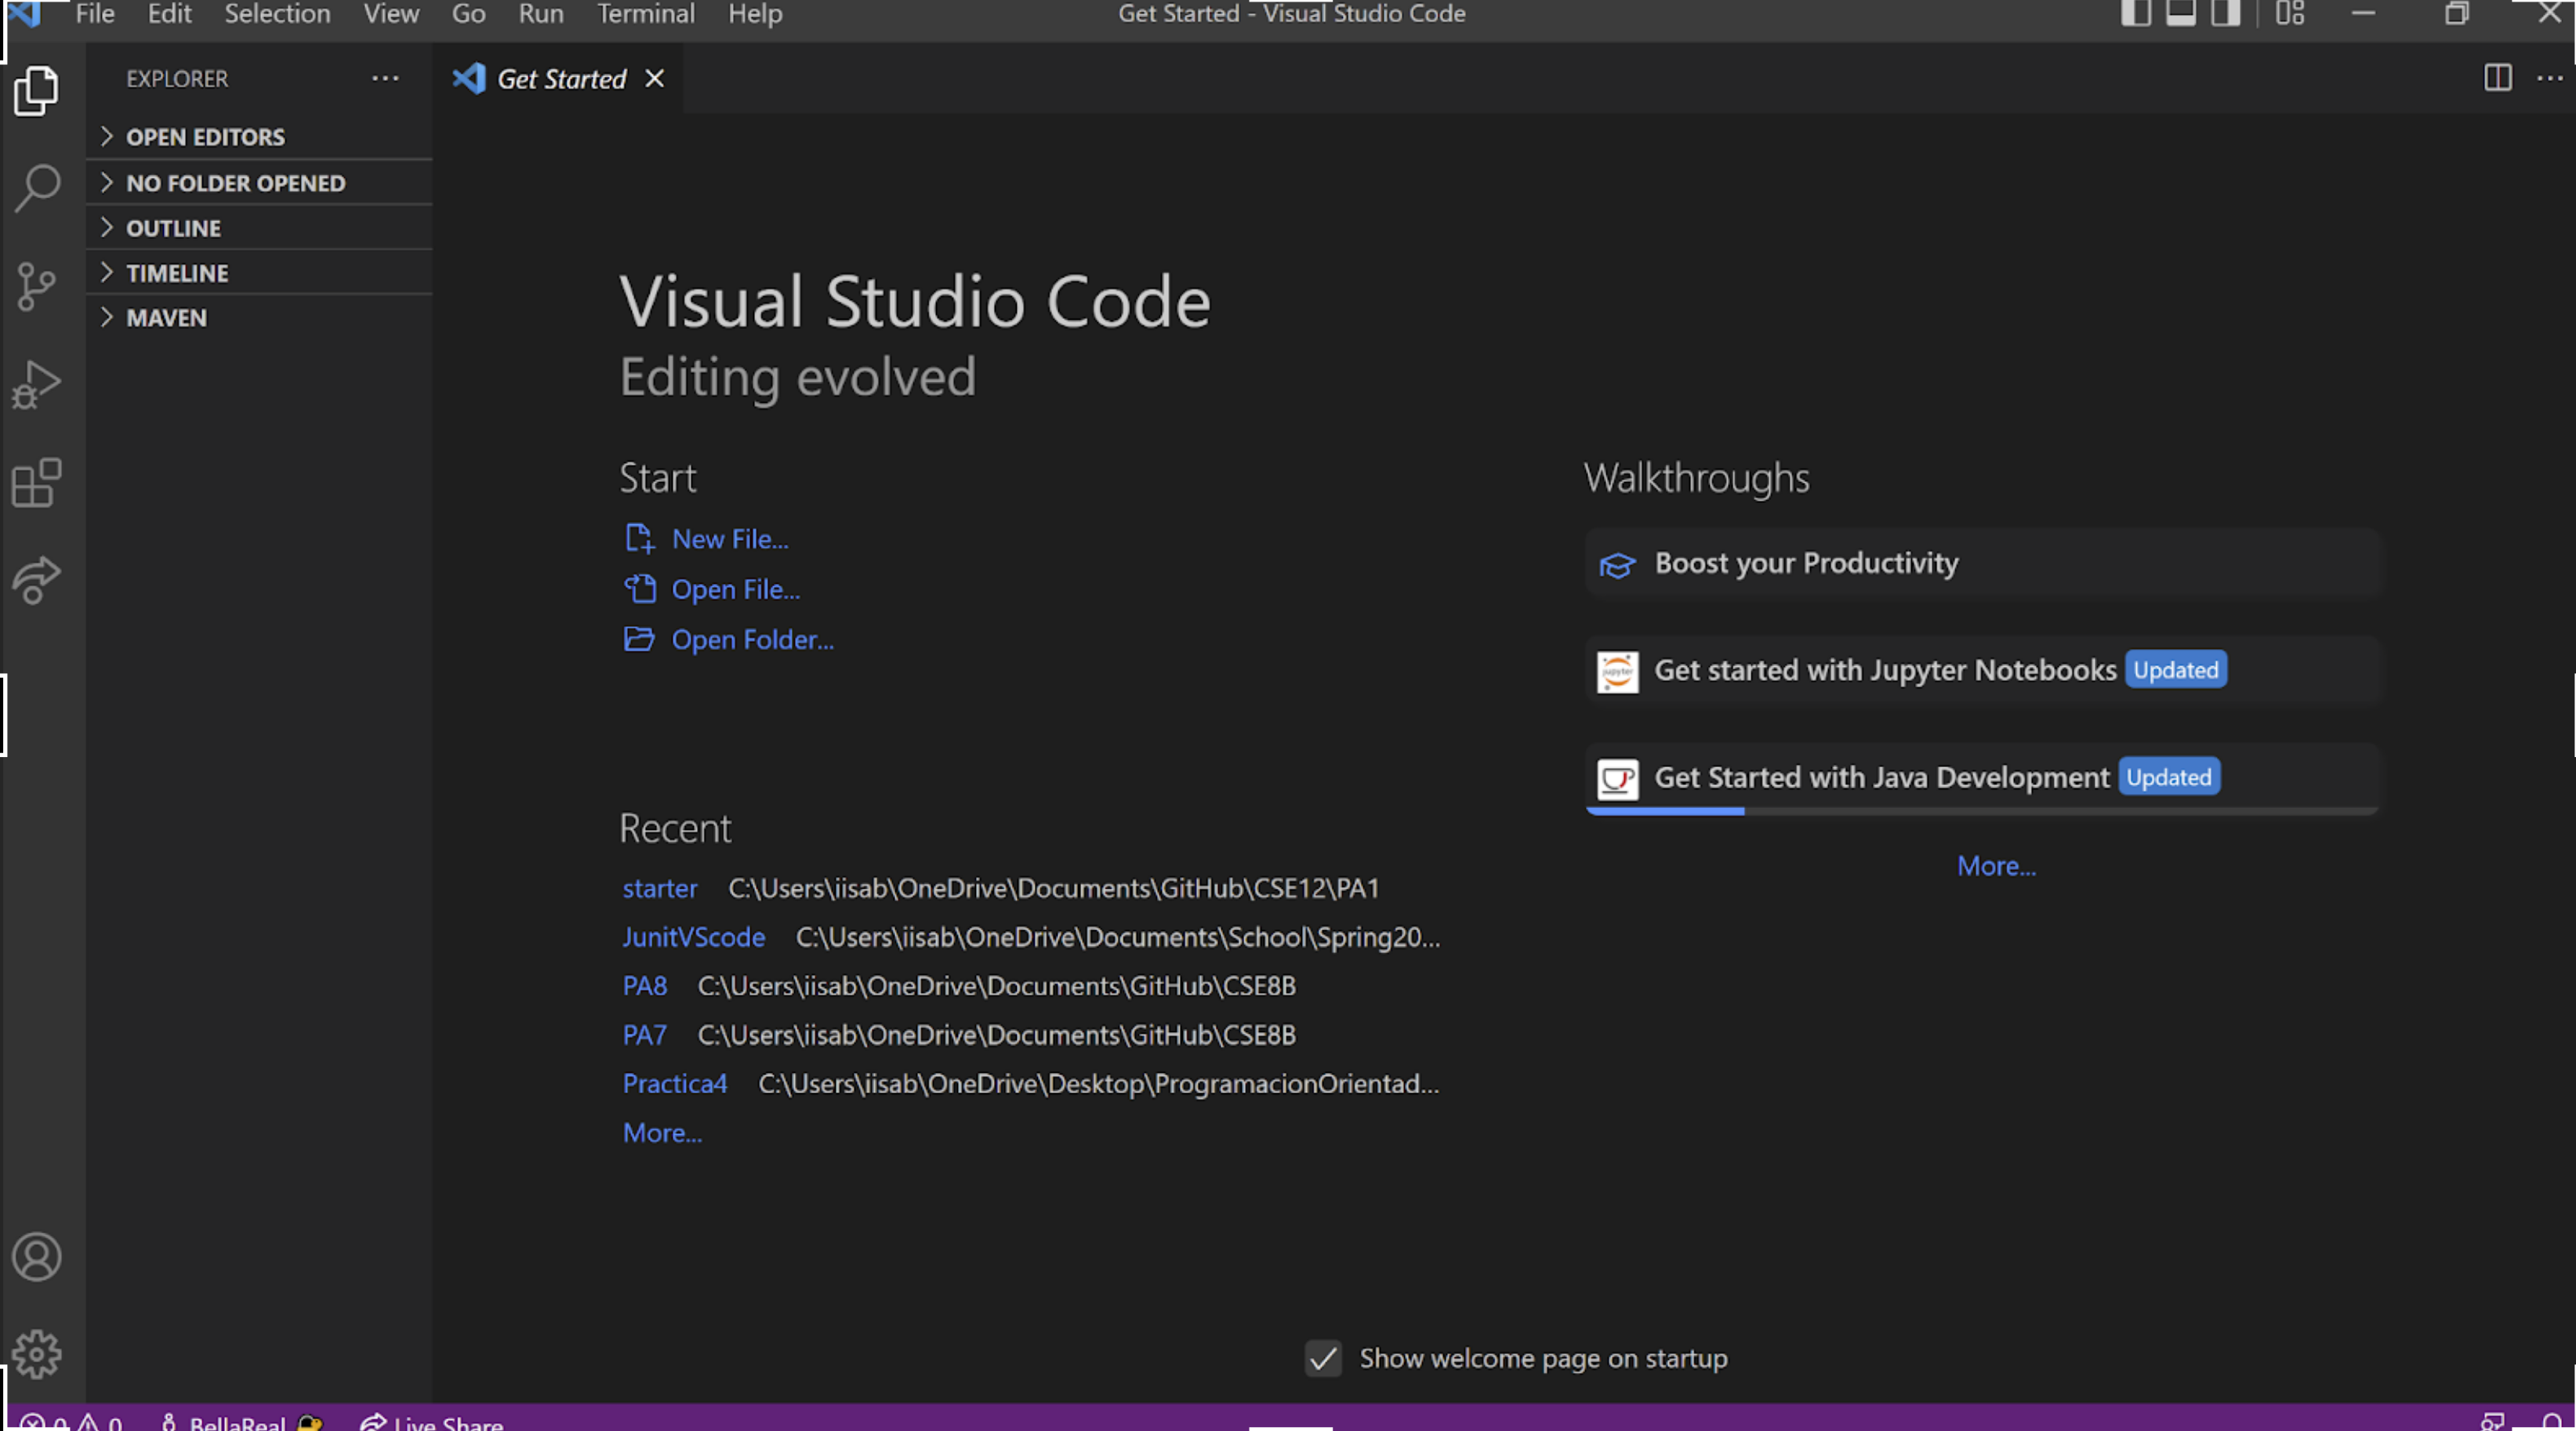 File Edit Selection View Go Run Terminal Help Get Started - Visual Studio Code
EXPLORER
Get Started
OPEN EDITORS
NO FOLDER OPENED
OUTLINE
TIMELINE
MAVEN
Visual Studio Code
Editing evolved
Start
New File...
Open File...
Open Folder...
Recent
starter C:\Users\iisab\OneDrive\Documents\GitHub\CSE12\PA1
JunitVScode C:\Users\iisab\OneDrive\Documents\School\Spring20...
PA8 C:\Users\iisab\OneDrive\Documents\GitHub\CSE8B
PA7 C:\Users\iisab\OneDrive\Documents\GitHub\CSE8B
Practica4 C:\Users\iisab\OneDrive\Desktop\ProgramacionOrientad...
More...
Walkthroughs
Boost your Productivity
Get started with Jupyter Notebooks Updated
Get Started with Java Development Updated
More...
Show welcome page on startup
0 0 BellaReal Live Share